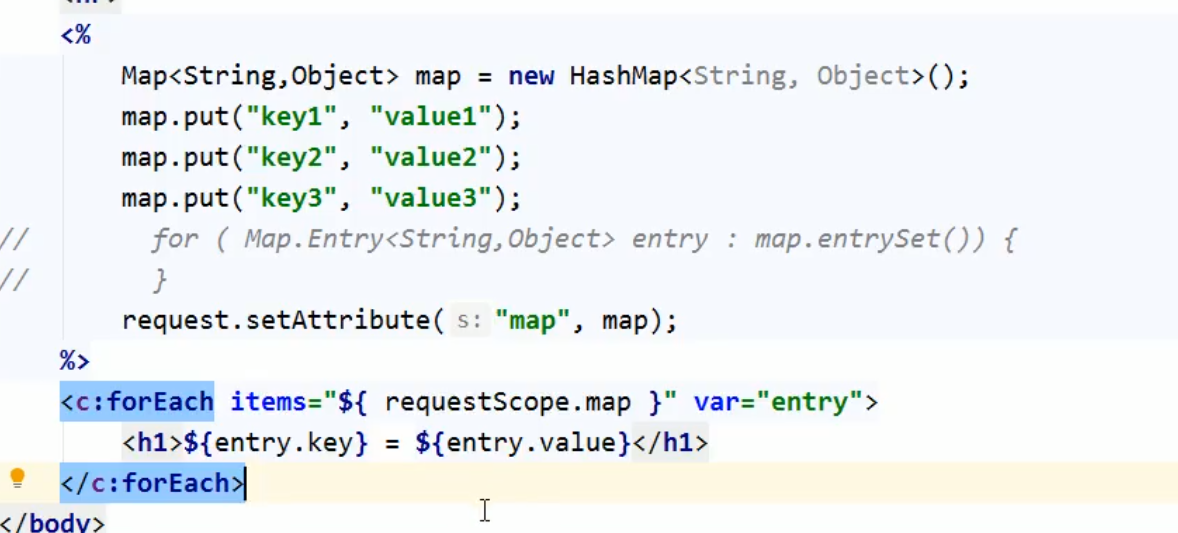 <%
Map<String,Object> map = new HashMap<String, Object>();
map.put("key1", "value1");
map.put("key2", "value2");
map.put("key3", "value3");
// for ( Map.Entry<String,Object> entry : map.entrySet()) {
// }
request.setAttribute( s: "map", map);
%>
<c:forEach items="${ requestScope.map }" var="entry">
<h1>${entry.key} = ${entry.value}</h1>
</c:forEach>
</body>